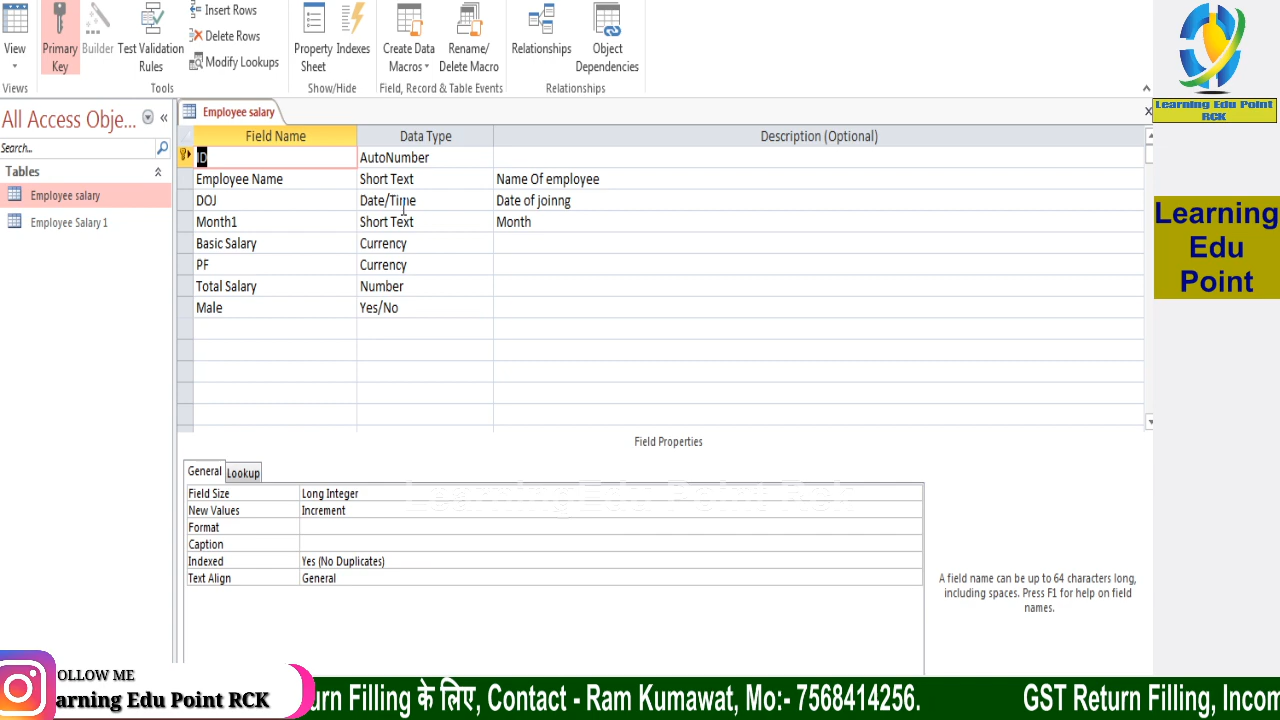 View
Primary
Key
Builder
Test Validation
Rules
Insert Rows
Delete Rows
Modify Lookups
Property
Sheet
Indexes
Create Data
Macros
Rename/
Delete Macro
Relationships
Object
Dependencies
Views
Tools
Show/Hide
Field, Record & Table Events
Relationships
All Access Obje...
Search...
Tables
Employee salary
Employee Salary 1
Employee salary
Field Name Data Type Description (Optional)
ID AutoNumber
Employee Name Short Text Name Of employee
DOJ Date/Time Date of joinng
Month1 Short Text Month
Basic Salary Currency
PF Currency
Total Salary Number
Male Yes/No
Field Properties
General Lookup
Field Size Long Integer
New Values Increment
Format
Caption
Indexed Yes (No Duplicates)
Text Align General
A field name can be up to 64 characters long,
including spaces. Press F1 for help on field
names.
LearningEdu Point Rck
Learning Edu Point
RCK
Learning
Edu
Point
OLLOW ME
arning Edu Point RCK
urn Filling के लिए, Contact - Ram Kumawat, Mo:- 7568414256. GST Return Filling, Incom